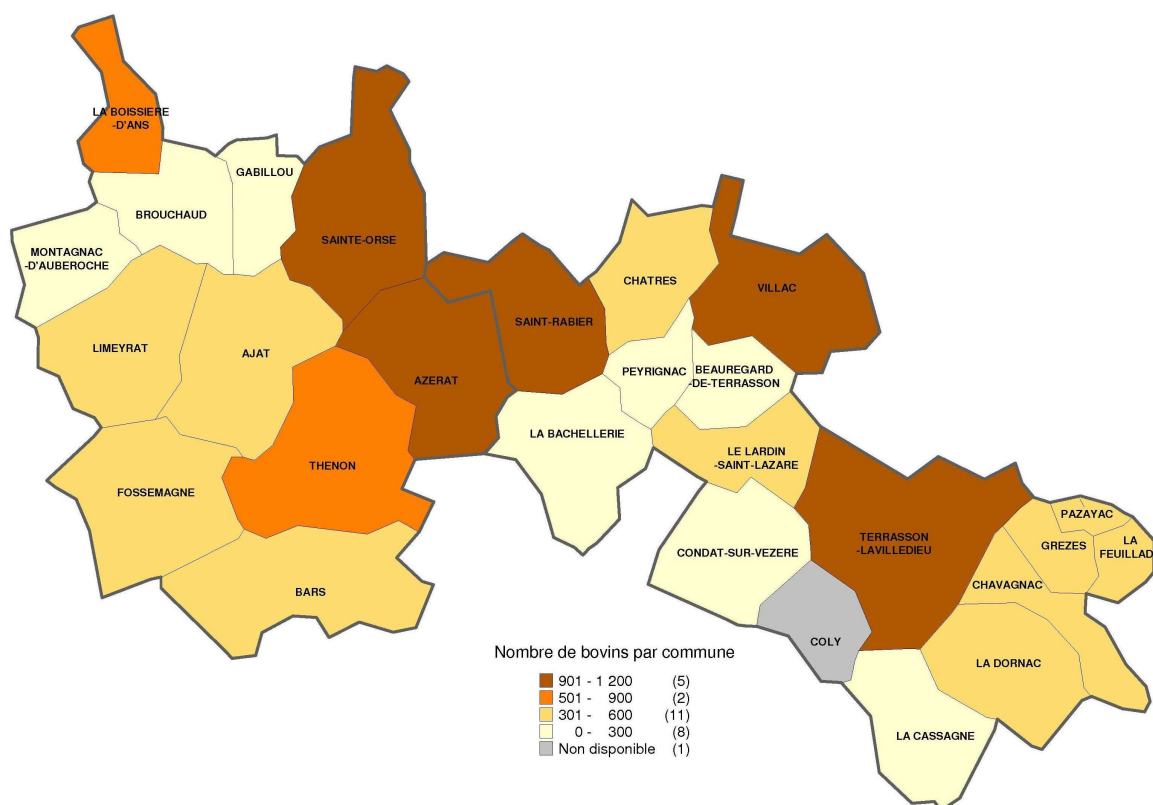 LA BOISSIERE
-D'ANS
GABILLOU
BROUCHAUD
SAINTE-ORSE
MONTAGNAC
-D'AUBEROCHE
CHATRES
VILLAC
SAINT-RABIER
LIMEYRAT
AJAT
PEYRIGNAC
BEAUREGARD
-DE-TERRASSON
AZERAT
LA BACHELLERIE
LE LARDIN
-SAINT-LAZARE
THENON
FOSSEMAGNE
PAZAYAC
TERRASSON
-LAVILLEDIEU
GREZES
LA
FEUILLAD
CONDAT-SUR-VEZERE
CHAVAGNAC
BARS
COLY
LA DORNAC
LA CASSAGNE
Nombre de bovins par commune
901 - 1 200 (5)
501 - 900 (2)
301 - 600 (11)
0 - 300 (8)
Non disponible (1)